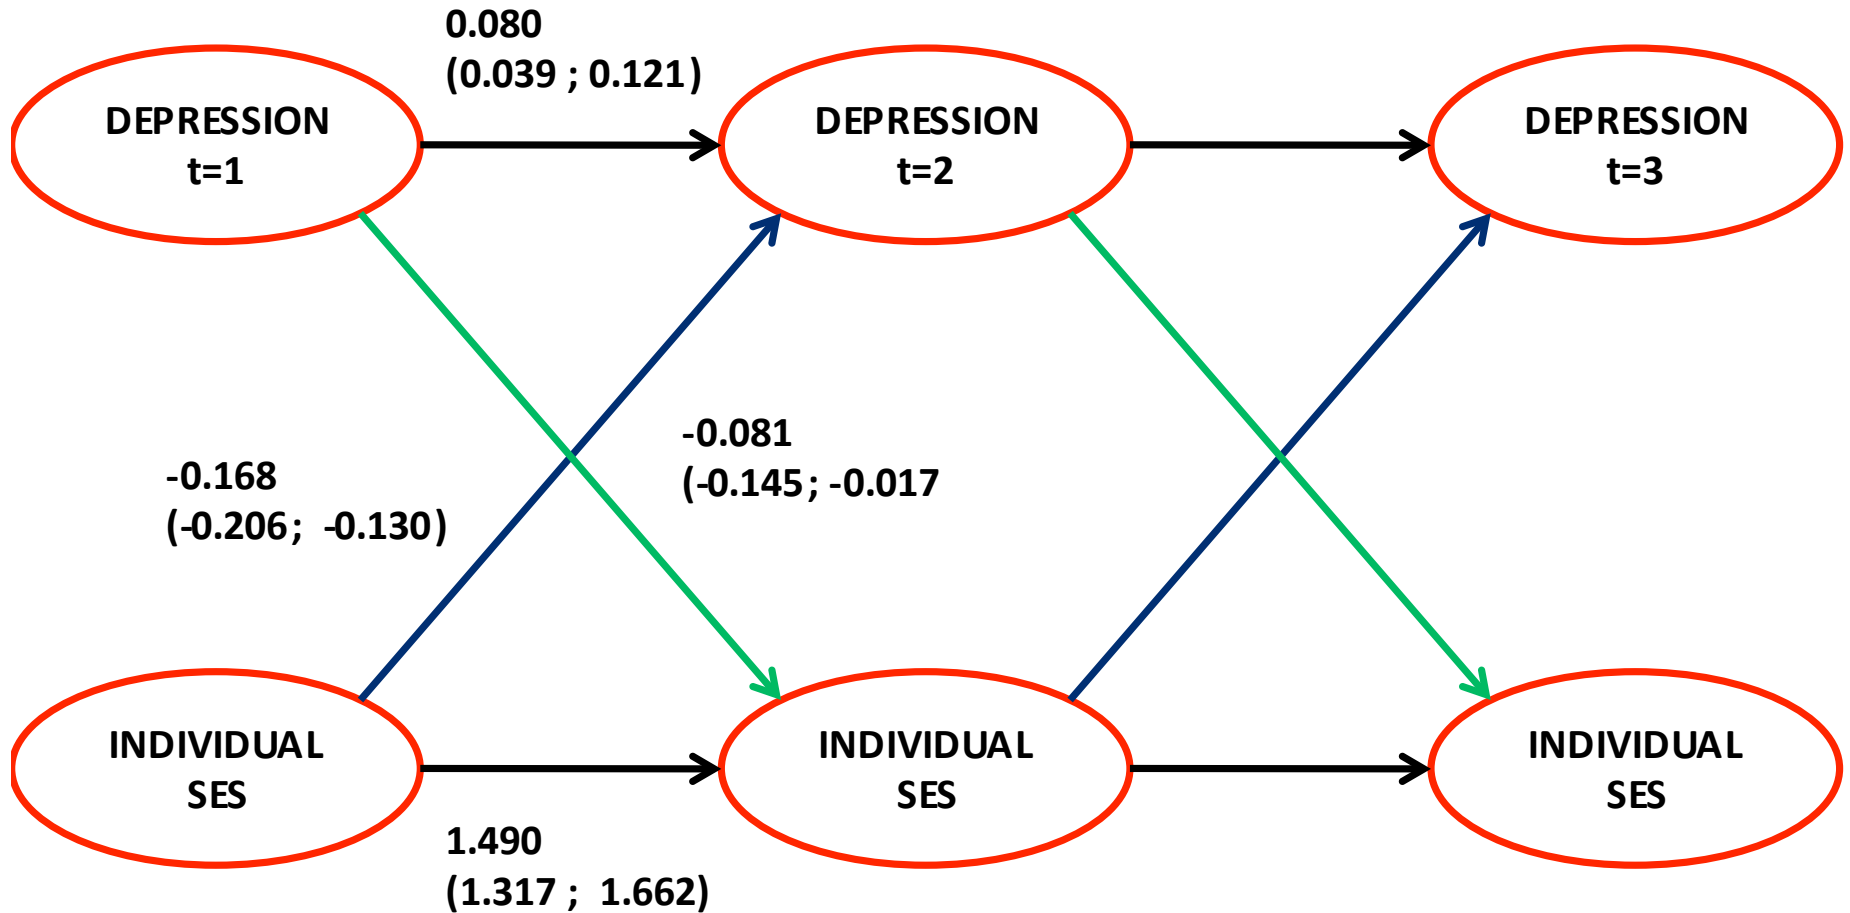 0.080
(0.039 ; 0.121)
DEPRESSION
t=1
DEPRESSION
t=2
DEPRESSION
t=3
-0.081
(-0.145; -0.017
-0.168
(-0.206; -0.130)
INDIVIDUAL
SES
INDIVIDUAL
SES
INDIVIDUAL
SES
1.490
(1.317 ; 1.662)